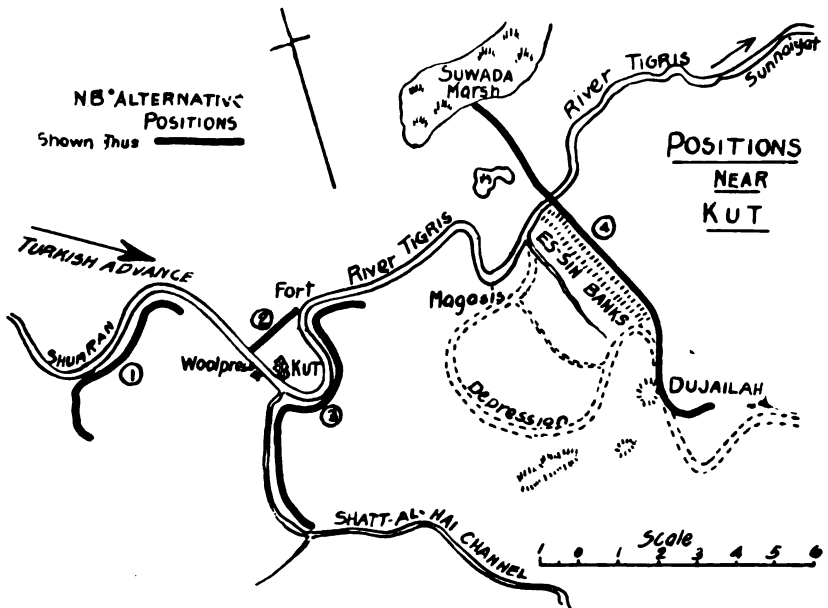 SUWADA
Marsh
RIVER TIGRIS
Sunnaiyat
NB ALTERNATIVE
POSITIONS
Shown Thus
POSITIONS
NEAR
KUT
TURKISH ADVANCE
RIVER TIGRIS
ES-SIN BANKS
4
Fort
Magasis
2
SHUMRAN
Woolpress
KUT
1
DUJAILAH
Depression
3
SHATT-AL-HAI CHANNEL
Scale
1 0 1 2 3 4 5 6